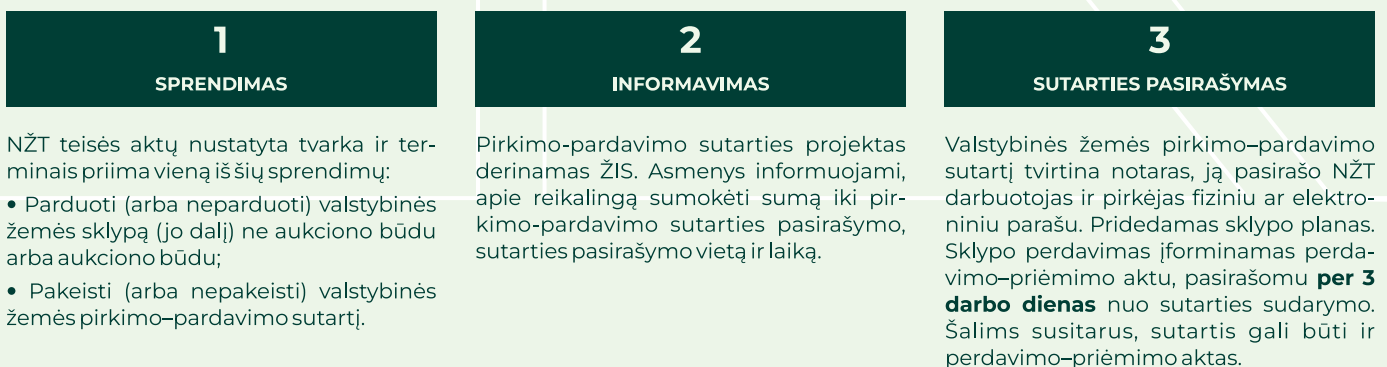 1
SPRENDIMAS
NŽT teisės aktų nustatyta tvarka ir ter-
minais priima vieną iš šių sprendimų:
• Parduoti (arba neparduoti) valstybinės
žemės sklypą (jo dalį) ne aukciono būdu
arba aukciono būdu;
• Pakeisti (arba nepakeisti) valstybinės
žemės pirkimo–pardavimo sutartį.
2
INFORMAVIMAS
Pirkimo-pardavimo sutarties projektas
derinamas ŽIS. Asmenys informuojami,
apie reikalingą sumokėti sumą iki pir-
kimo-pardavimo sutarties pasirašymo,
sutarties pasirašymo vietą ir laiką.
3
SUTARTIES PASIRAŠYMAS
Valstybinės žemės pirkimo–pardavimo
sutartį tvirtina notaras, ją pasirašo NŽT
darbuotojas ir pirkėjas fiziniu ar elektro-
niniu parašu. Pridedamas sklypo planas.
Sklypo perdavimas įforminamas perda-
vimo–priėmimo aktu, pasirašomu per 3
darbo dienas nuo sutarties sudarymo.
Šalims susitarus, sutartis gali būti ir
perdavimo–priėmimo aktas.